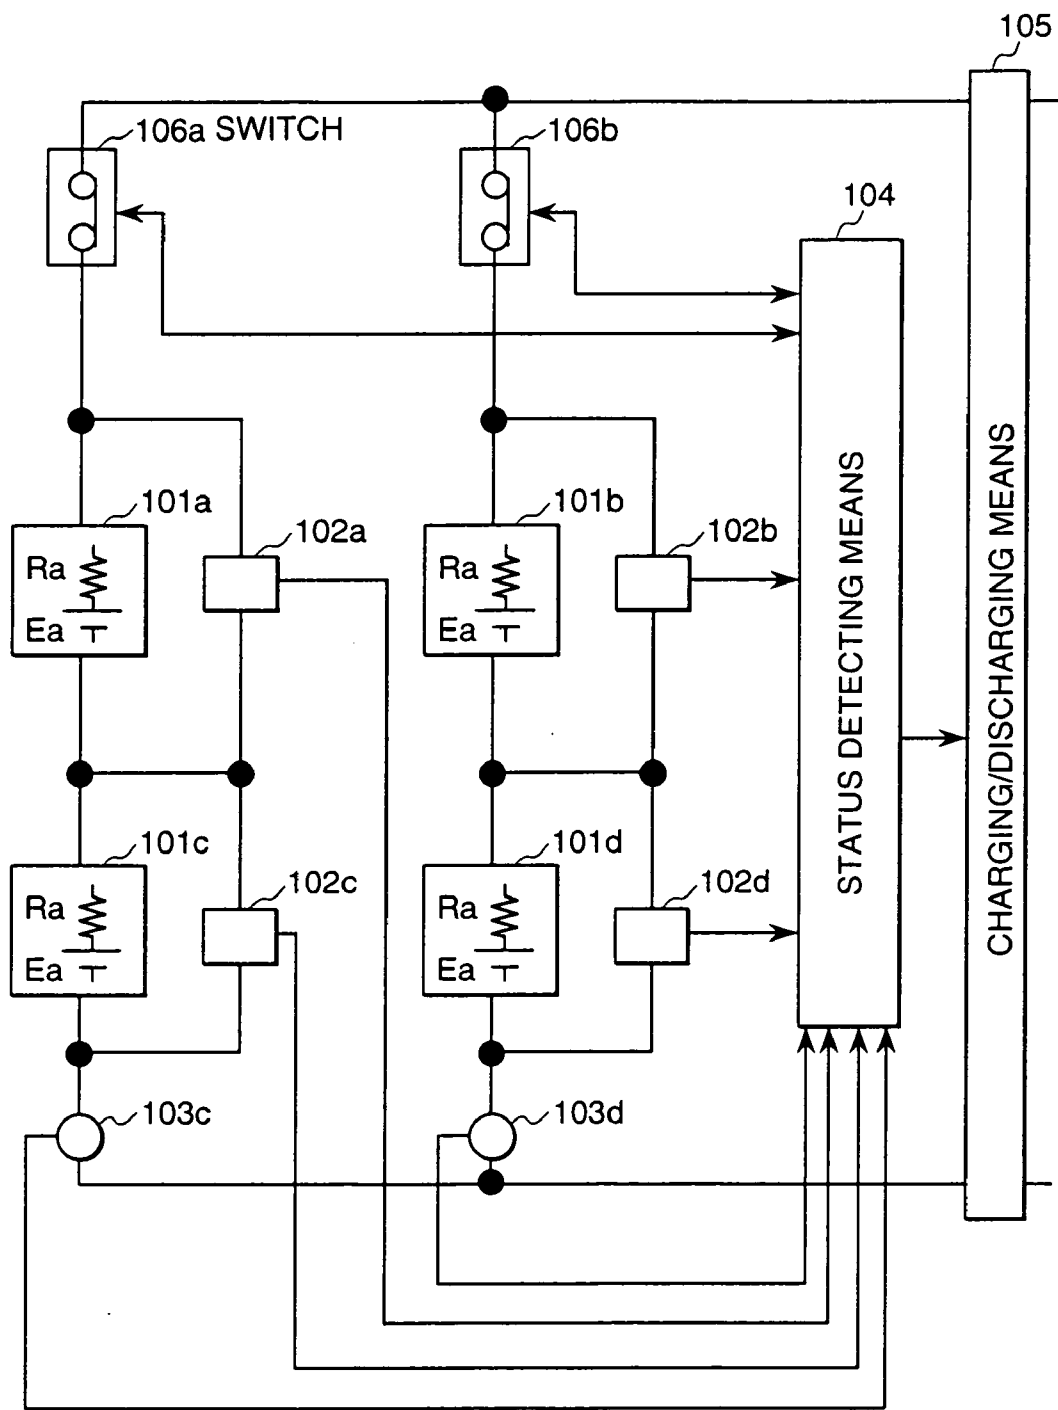 105
106a SWITCH
106b
104
101a
Ra
Ea
102a
101b
Ra
Ea
102b
101c
Ra
Ea
102c
101d
Ra
Ea
102d
103c
103d
STATUS DETECTING MEANS
CHARGING/DISCHARGING MEANS